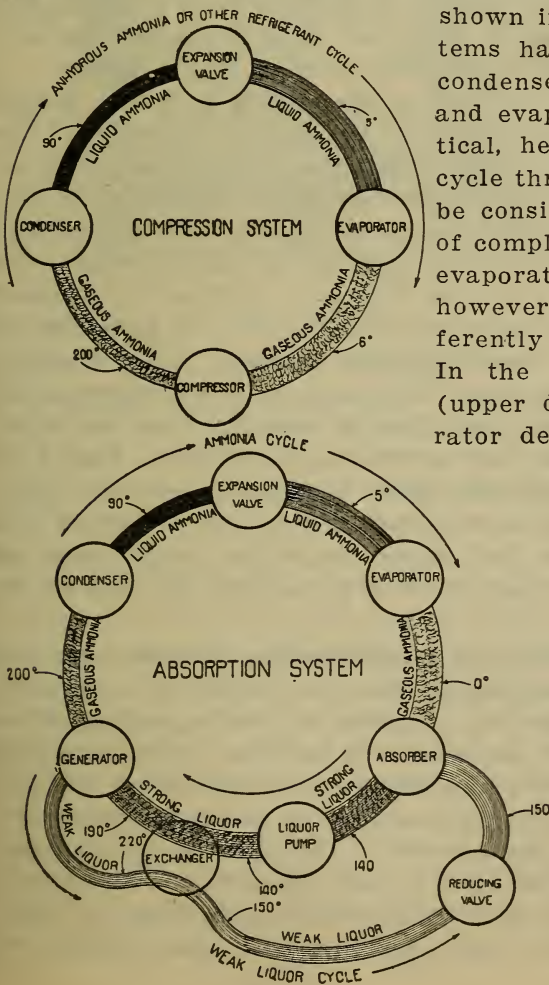 ANHYDROUS AMMONIA OR OTHER REFRIGERANT CYCLE
EXPANSION
VALVE
90°
LIQUID AMMONIA
LIQUID AMMONIA
5°
CONDENSER
COMPRESSION SYSTEM
EVAPORATOR
GASEOUS AMMONIA
200°
COMPRESSOR
GASEOUS AMMONIA
6°
shown i
tems ha
condense
and evap
tical, he
cycle thr
be consi
of compl
evaporat
however
ferently
In the
(upper
rator de
AMMONIA CYCLE
EXPANSION
VALVE
90°
LIQUID AMMONIA
LIQUID AMMONIA
5°
CONDENSER
EVAPORATOR
200°
GASEOUS AMMONIA
ABSORPTION SYSTEM
GASEOUS AMMONIA
0°
GENERATOR
ABSORBER
STRONG LIQUOR
STRONG LIQUOR
190°
LIQUOR
PUMP
140
140°
150
WEAK LIQUOR
220°
EXCHANGER
150°
REDUCING
VALVE
WEAK LIQUOR
WEAK LIQUOR CYCLE